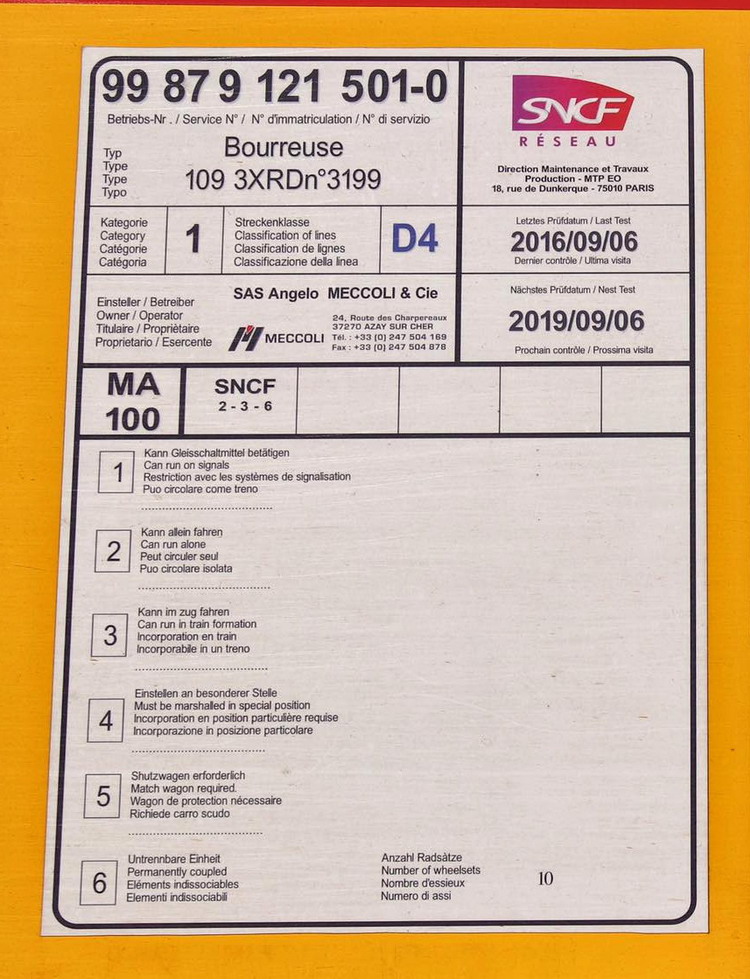 99 87 9 121 501-0
Betriebs-Nr . / Service N° / N° d'immatriculation / N° di servizio
Typ
Type
Type
Typo
Bourreuse
109 3XRDn°3199
SNCF
RÉSEAU
Direction Maintenance et Travaux
Production - MTP EO
18, rue de Dunkerque - 75010 PARIS
Kategorie
Category
Catégorie
Catégoria
1
Streckenklasse
Classification of lines
Classification de lignes
Classificazione della linea
D4
Letztes Prüfdatum / Last Test
2016/09/06
Dernier contrôle / Ultima visita
Einsteller / Betreiber
Owner / Operator
Titulaire / Propriètaire
Proprietario / Esercente
SAS Angelo MECCOLI & Cie
MECCOLI
24, Route des Charpereaux
37270 AZAY SUR CHER
Tél. : +33 (0) 247 504 169
Fax : +33 (0) 247 504 878
Nächstes Prüfdatum / Nest Test
2019/09/06
Prochain contrôle / Prossima visita
MA
100
SNCF
2 - 3 - 6
1
Kann Gleisschaltmittel betätigen
Can run on signals
Restriction avec les systèmes de signalisation
Puo circolare come treno
2
Kann allein fahren
Can run alone
Peut circuler seul
Puo circolare isolata
3
Kann im zug fahren
Can run in train formation
Incorporation en train
Incorporabile in un treno
4
Einstellen an besonderer Stelle
Must be marshalled in special position
Incorporation en position particulière requise
Incorporazione in posizione particolare
5
Shutzwagen erforderlich
Match wagon required.
Wagon de protection nécessaire
Richiede carro scudo
6
Untrennbare Einheit
Permanently coupled
Eléments indissociables
Elementi indissociabili
Anzahl Radsàtze
Number of wheelsets
Nombre d'essieux
Numero di assi
10